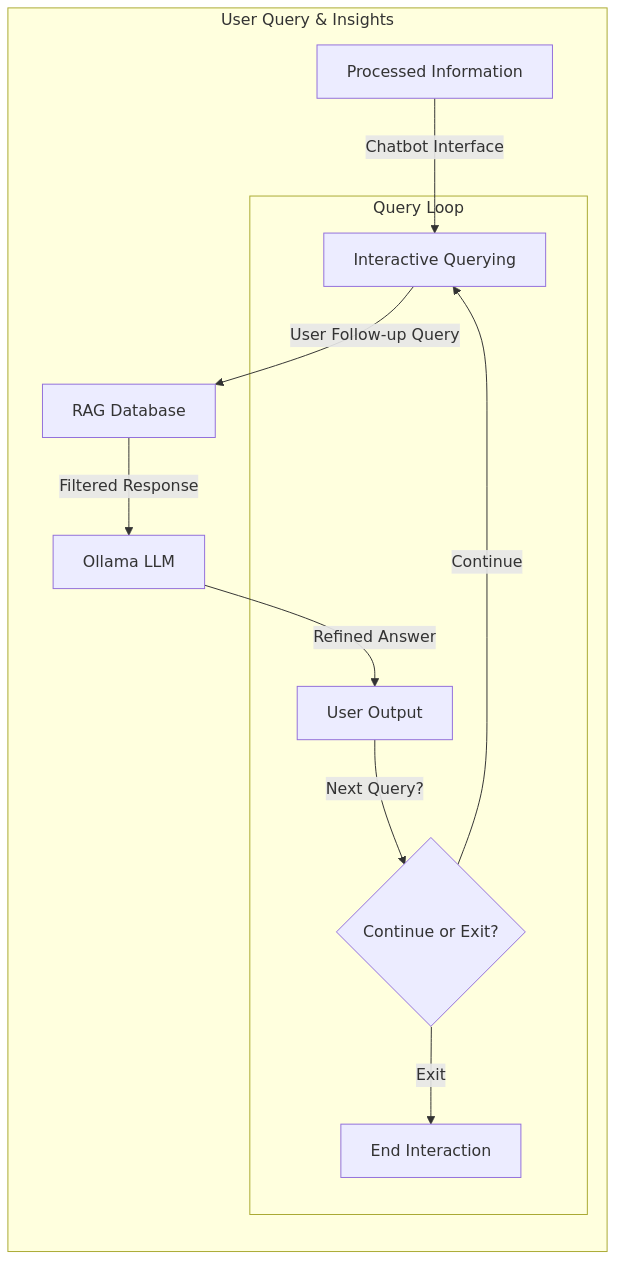 User Query & Insights
Processed Information
Chatbot Interface
Query Loop
Interactive Querying
User Follow-up Query
RAG Database
Filtered Response
Ollama LLM
Continue
Refined Answer
User Output
Next Query?
Continue or Exit?
Exit
End Interaction